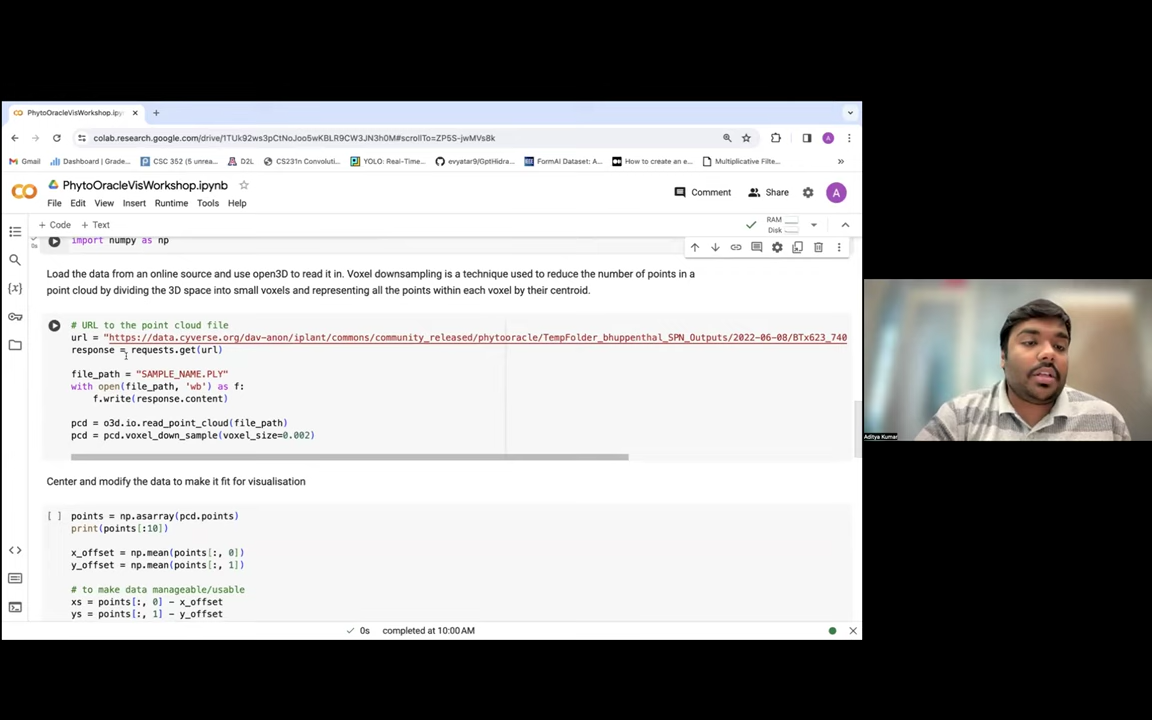 PhytoOracleVisWorkshop.ipyn
colab.research.google.com/drive/1TUk92ws3pCtNoJoo5wKBLR9CW3JN3h0M#scrollTo=ZP5S-jwMVs8k
Gmail Dashboard | Grade... CSC 352 (5 unrea... D2L CS231n Convoluti... YOLO: Real-Time... evyatar9/GptHidra... FormAI Dataset: A... How to create an e... Multiplicative Filte... »
PhytoOracleVisWorkshop.ipynb
Comment Share A
File Edit View Insert Runtime Tools Help
+ Code + Text
RAM
Disk
import numpy as np
Load the data from an online source and use open3D to read it in. Voxel downsampling is a technique used to reduce the number of points in a
point cloud by dividing the 3D space into small voxels and representing all the points within each voxel by their centroid.
# URL to the point cloud file
url = "https://data.cyverse.org/dav-anon/iplant/commons/community_released/phytooracle/TempFolder_bhuppenthal_SPN_Outputs/2022-06-08/BTx623_740
response = requests.get(url)
file_path = "SAMPLE_NAME.PLY"
with open(file_path, 'wb') as f:
f.write(response.content)
pcd = o3d.io.read_point_cloud(file_path)
pcd = pcd.voxel_down_sample(voxel_size=0.002)
Center and modify the data to make it fit for visualisation
[ ] points = np.asarray(pcd.points)
print(points[:10])
x_offset = np.mean(points[:, 0])
y_offset = np.mean(points[:, 1])
# to make data manageable/usable
xs = points[:, 0] - x_offset
ys = points[:, 1] - y_offset
0s completed at 10:00 AM
Aditya Kumar